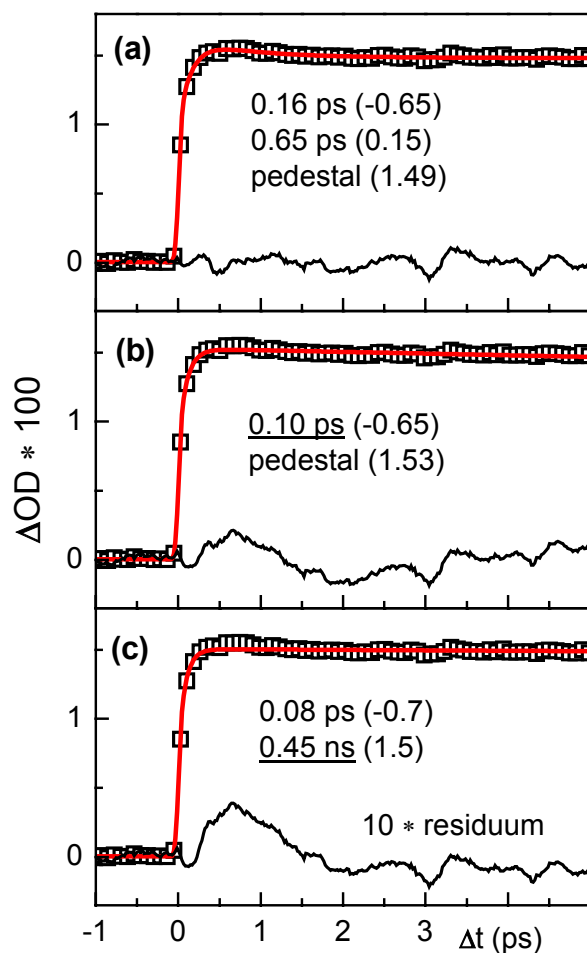 (a)
1
0.16 ps (-0.65)
0.65 ps (0.15)
pedestal (1.49)
0
(b)
1
0.10 ps (-0.65)
pedestal (1.53)
0
ΔOD * 100
(c)
1
0.08 ps (-0.7)
0.45 ns (1.5)
10 * residuum
0
-1 0 1 2 3 Δt (ps)